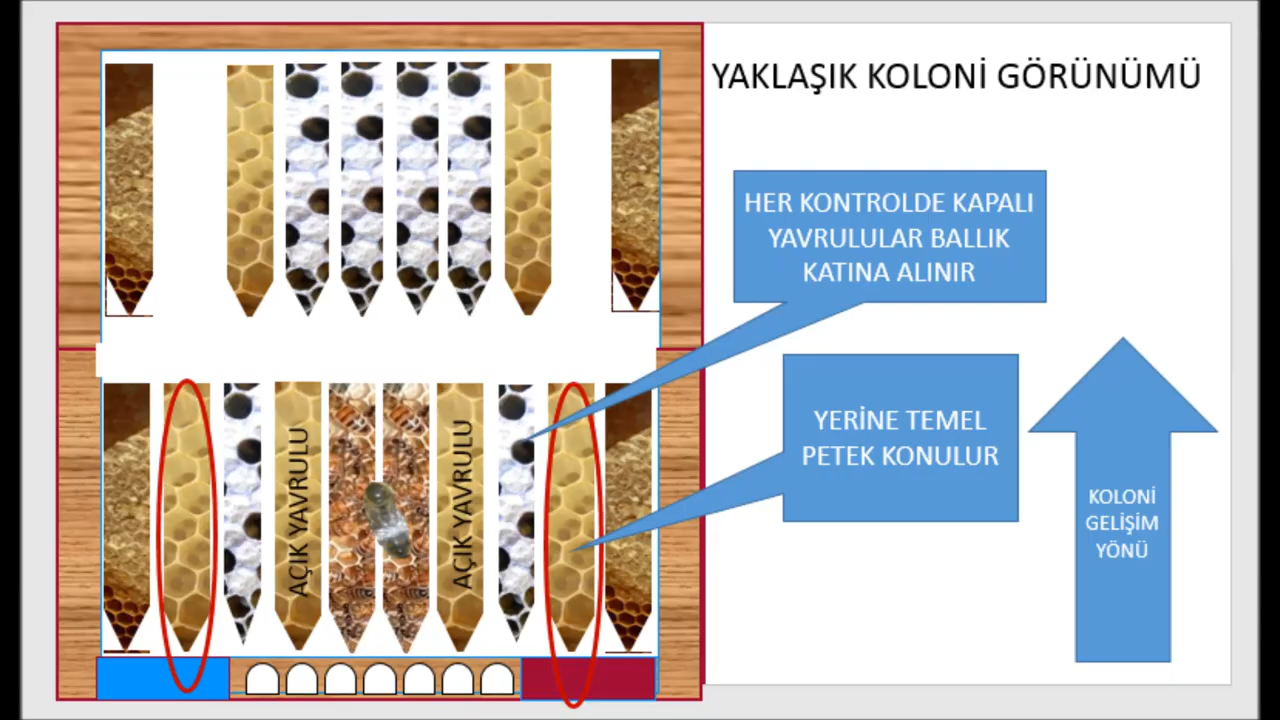 YAKLAŞIK KOLONİ GÖRÜNÜMÜ
HER KONTROLDE KAPALI
YAVRULULAR BALLIK
KATINA ALINIR
YERİNE TEMEL
PETEK KONULUR
KOLONİ
GELİŞİM
YÖNÜ
AÇIK YAVRULU
AÇIK YAVRULU